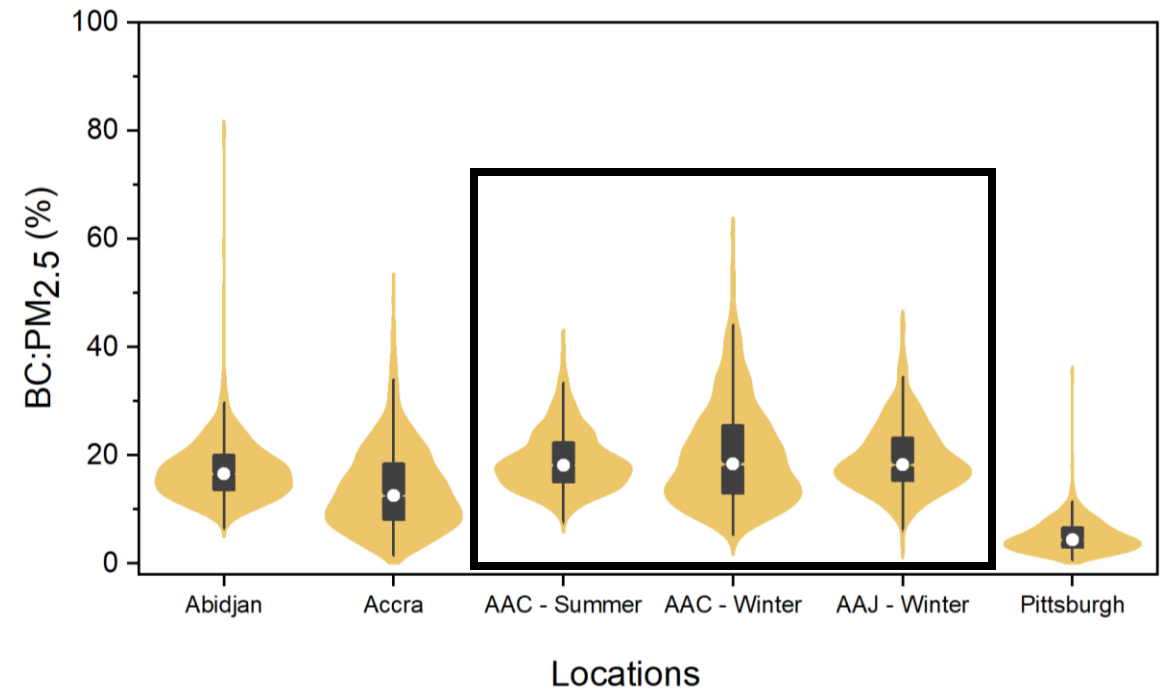 100
80
60
40
20
0
BC:PM2.5 (%)
Abidjan
Accra
AAC - Summer
AAC - Winter
AAJ - Winter
Pittsburgh
Locations